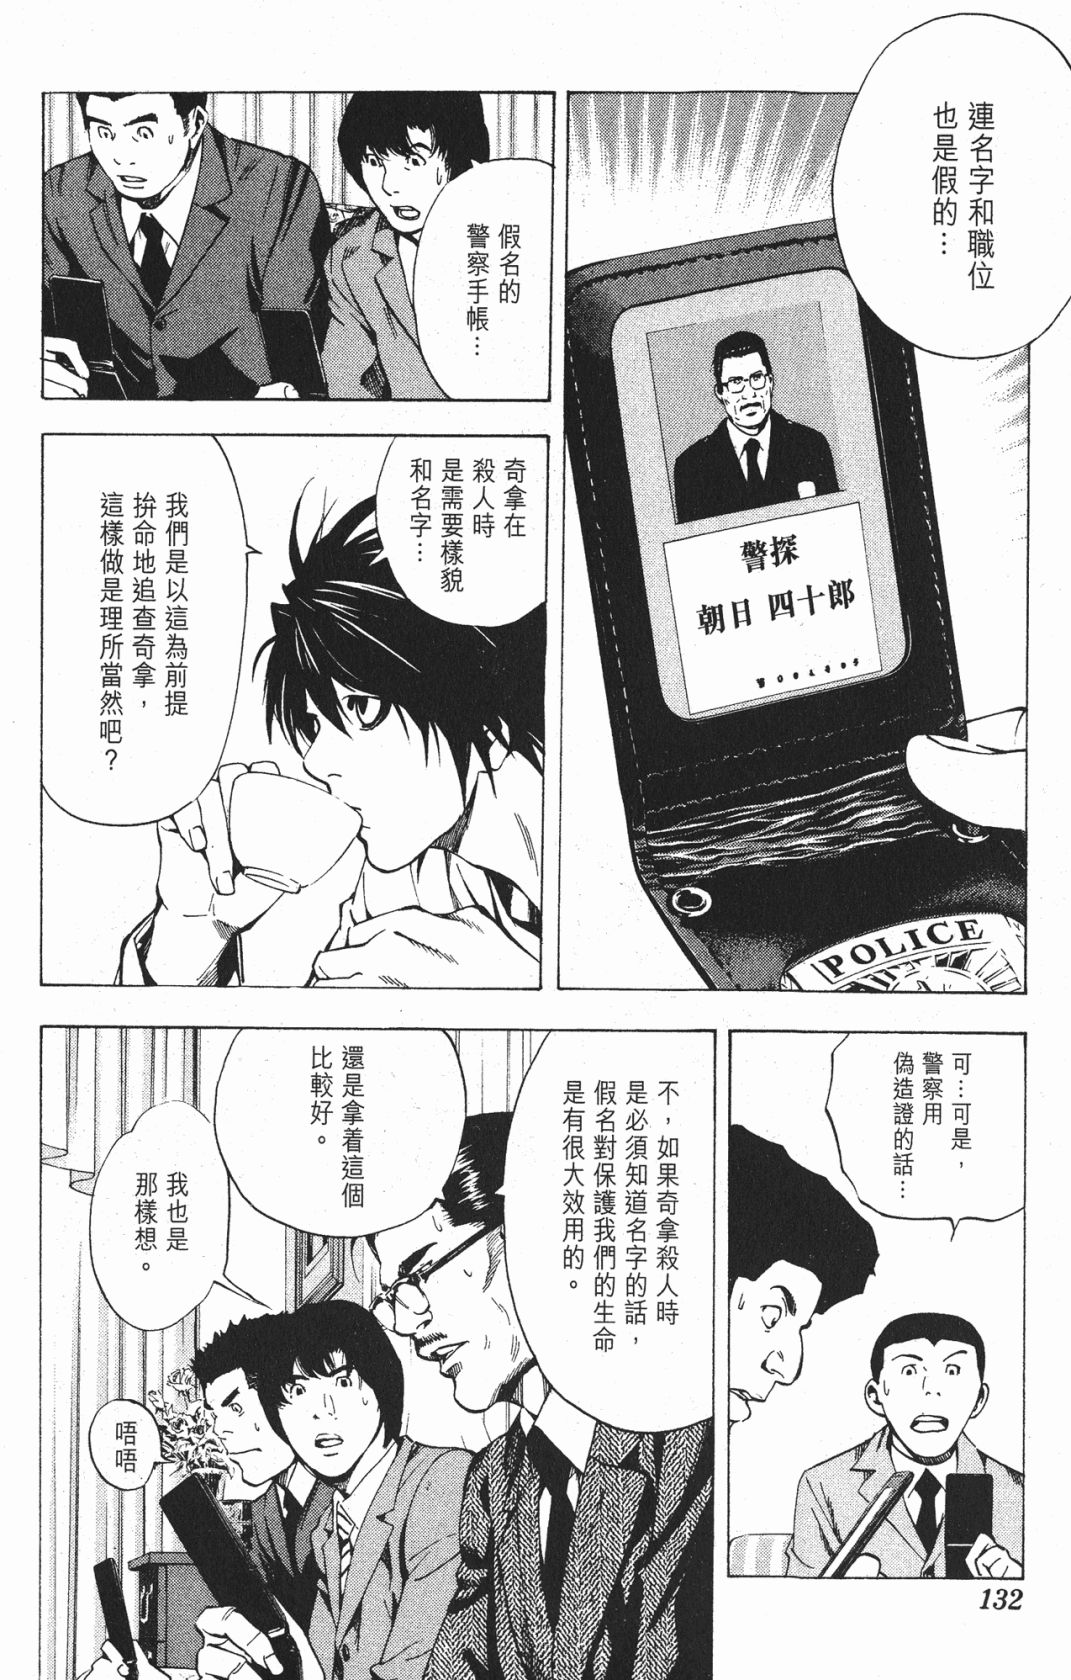 連名字和職位
也是假的…
警探
朝日 四十郎
POLICE
假名的
警察手帳…
奇拿在
殺人時
是需要樣貌
和名字…
我們是以這為前提
拚命地追查奇拿，
這樣做是理所當然吧？
可…可是，
警察用
偽造證的話…
不，如果奇拿殺人時
是必須知道名字的話，
假名對保護我們的生命
是有很大效用的。
還是拿着這個
比較好。
我也是
那樣想。
唔唔
132